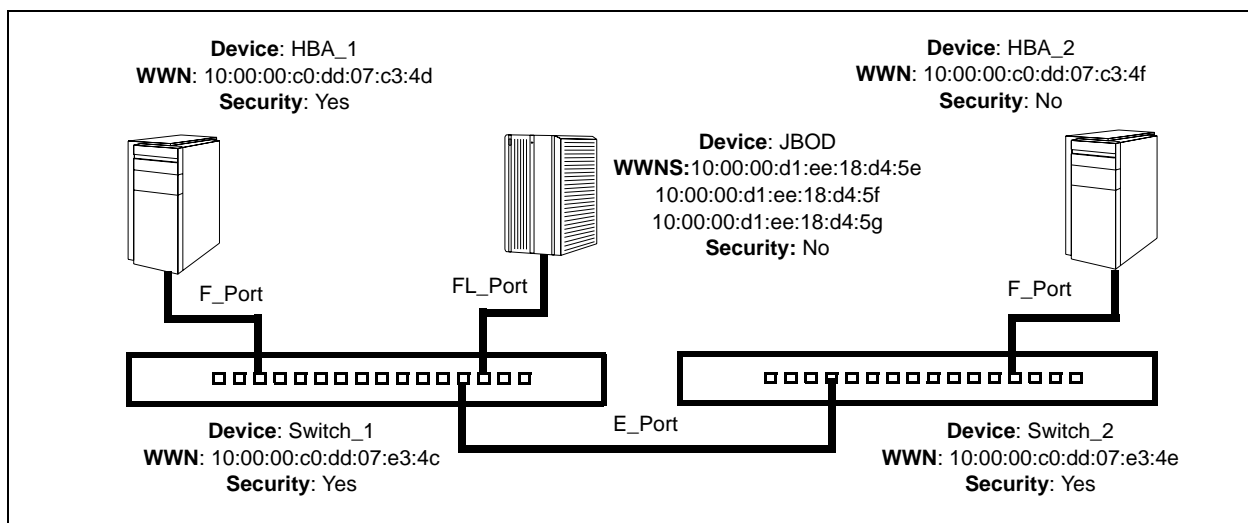 Device: HBA_1
WWN: 10:00:00:c0:dd:07:c3:4d
Security: Yes
Device: HBA_2
WWN: 10:00:00:c0:dd:07:c3:4f
Security: No
Device: JBOD
WWNS:10:00:00:d1:ee:18:d4:5e
10:00:00:d1:ee:18:d4:5f
10:00:00:d1:ee:18:d4:5g
Security: No
F_Port
FL_Port
F_Port
E_Port
Device: Switch_1
WWN: 10:00:00:c0:dd:07:e3:4c
Security: Yes
Device: Switch_2
WWN: 10:00:00:c0:dd:07:e3:4e
Security: Yes